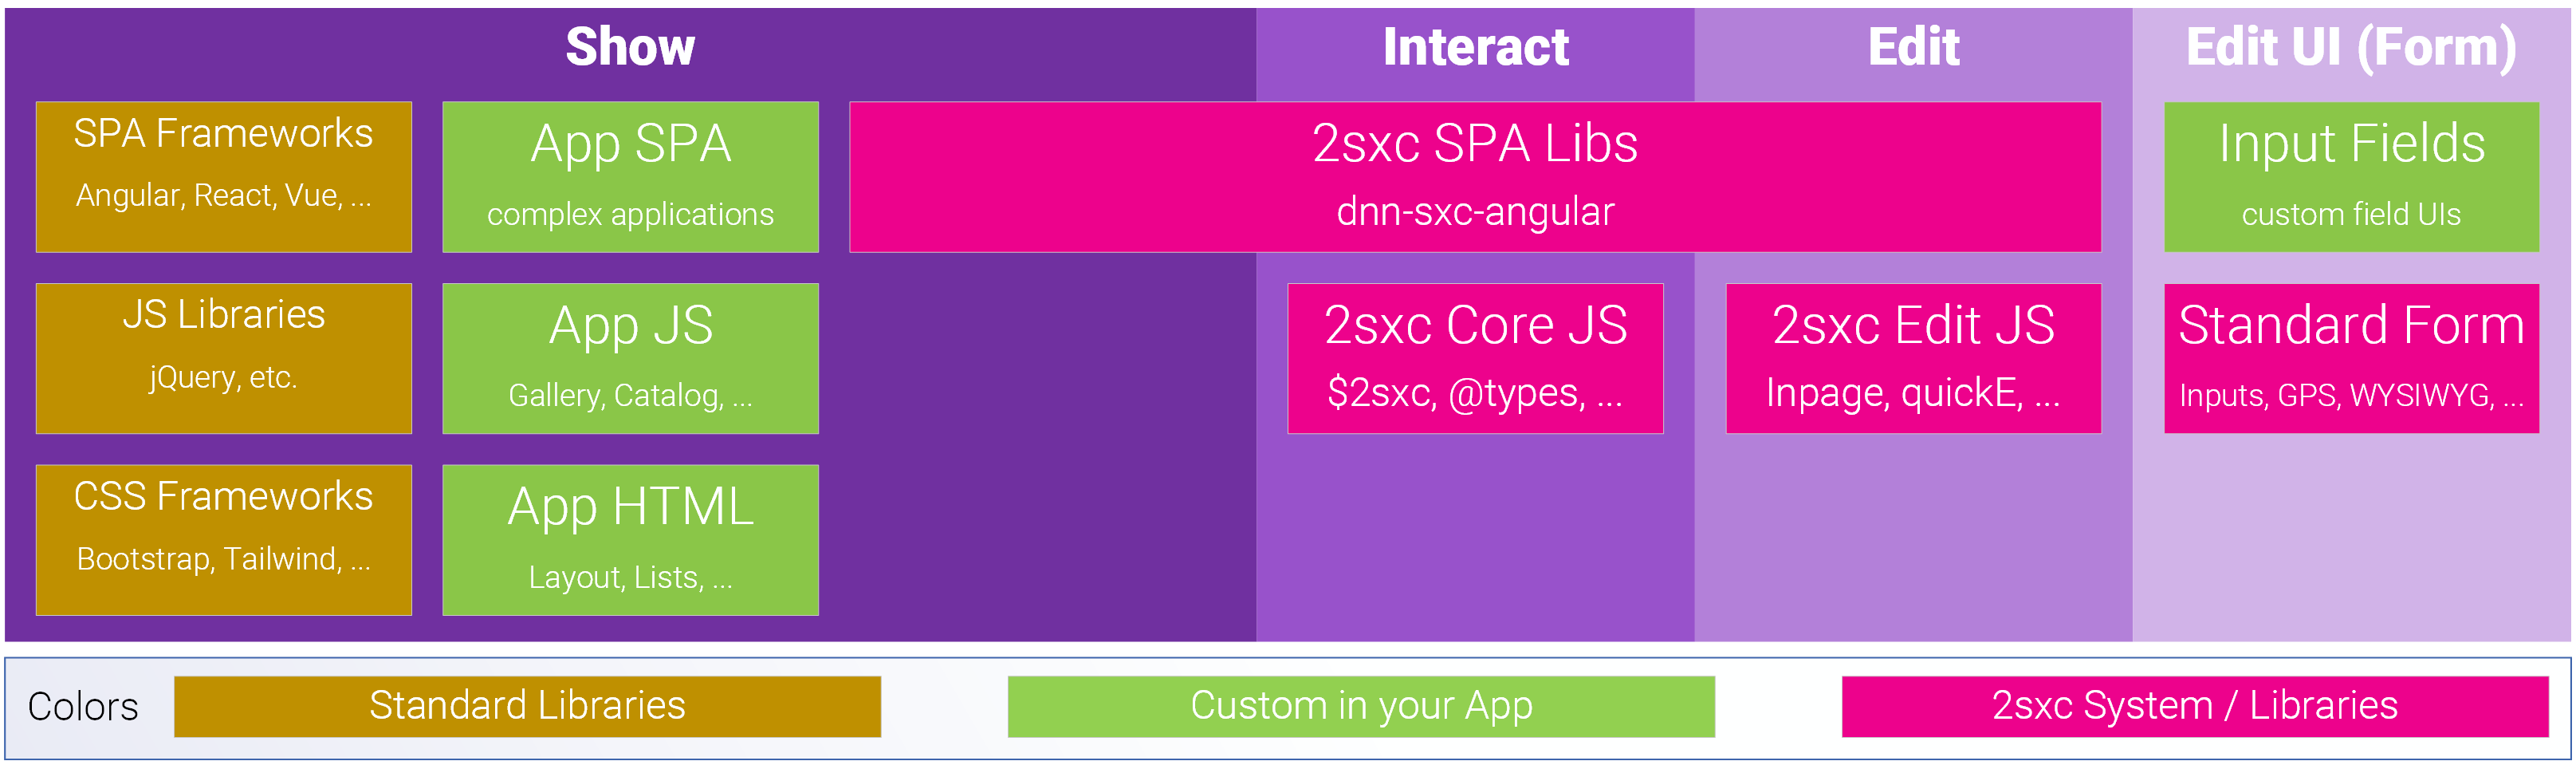 Show
Interact
Edit
Edit UI (Form)
SPA Frameworks
Angular, React, Vue, ...
App SPA
complex applications
2sxc SPA Libs
dnn-sxc-angular
Input Fields
custom field UIs
JS Libraries
jQuery, etc.
App JS
Gallery, Catalog, ...
2sxc Core JS
$2sxc, @types, ...
2sxc Edit JS
Inpage, quickE, ...
Standard Form
Inputs, GPS, WYSIWYG, ...
CSS Frameworks
Bootstrap, Tailwind, ...
App HTML
Layout, Lists, ...
Colors
Standard Libraries
Custom in your App
2sxc System / Libraries